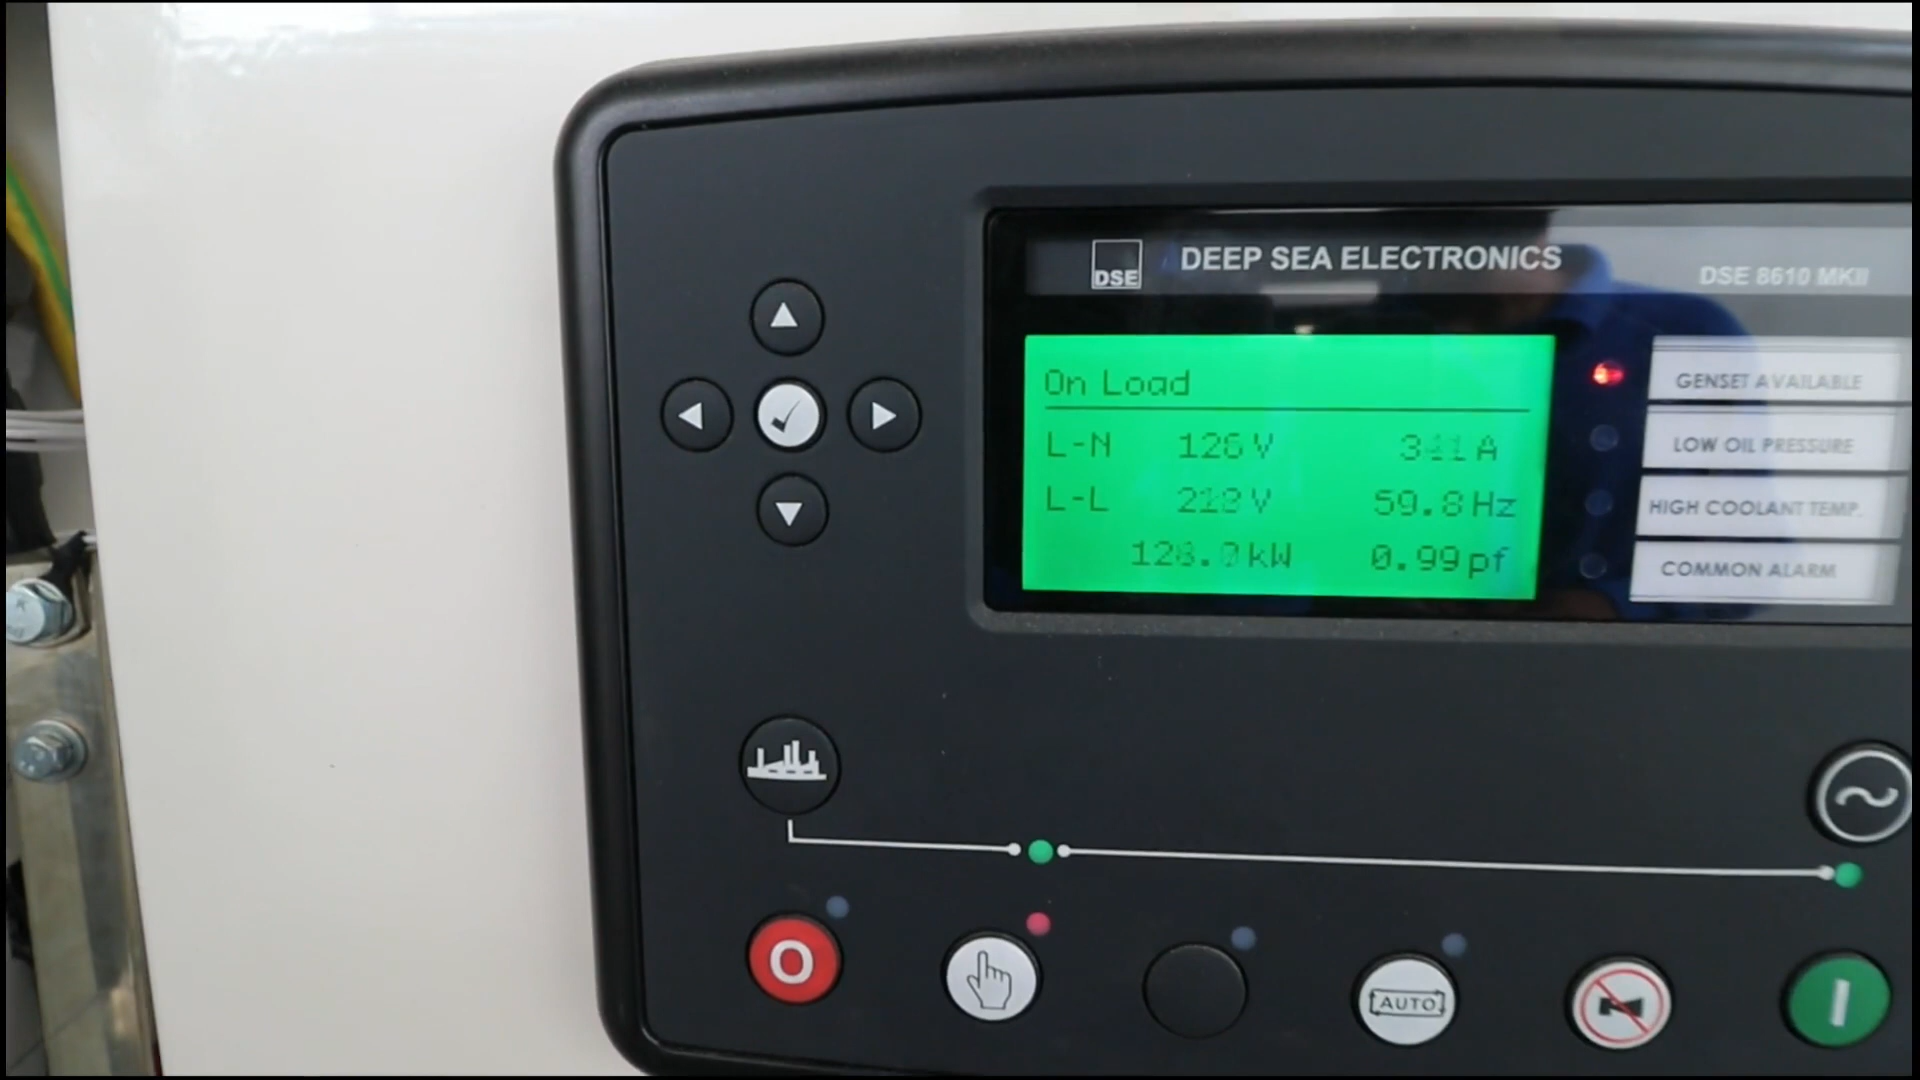 DSE
DEEP SEA ELECTRONICS
DSE 8610 MKII
On Load
L-N 126 V A
L-L V 59.8 Hz
kW 0.99 pf
GENSET AVAILABLE
LOW OIL PRESSURE
HIGH COOLANT TEMP.
COMMON ALARM
O
AUTO
I